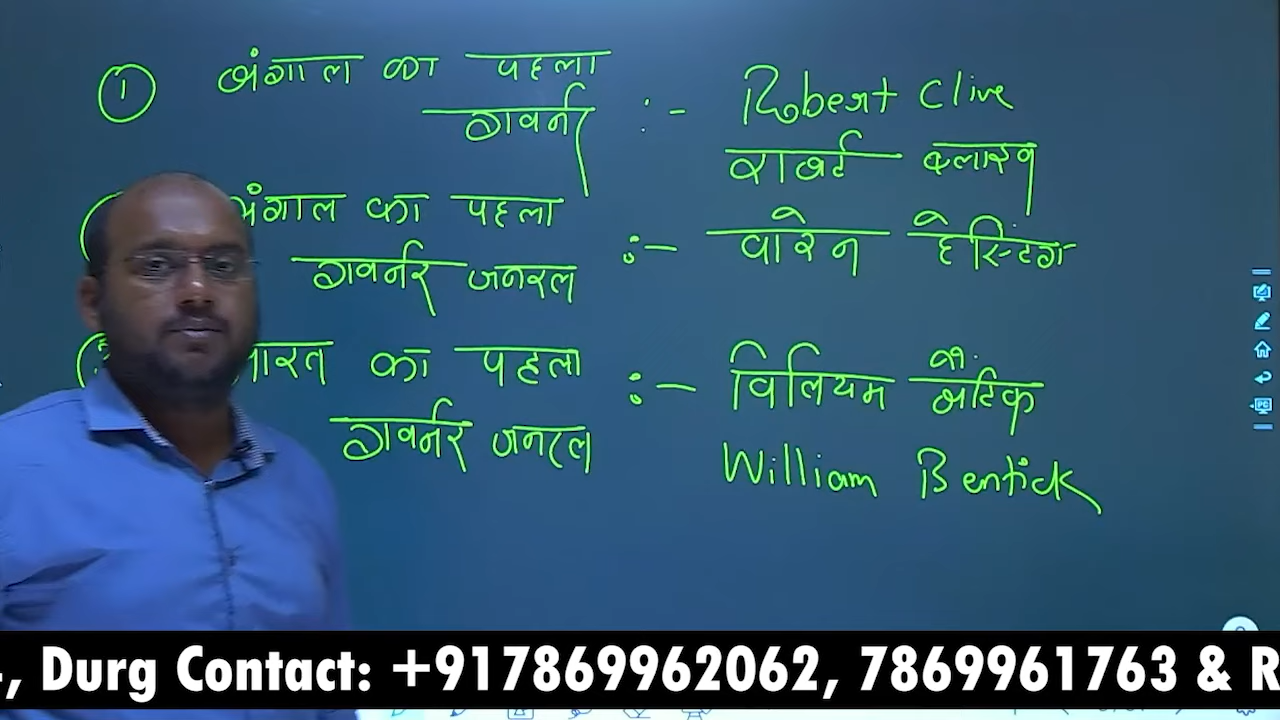 ① बंगाल का पहला
गवर्नर :- Robert Clive
राबर्ट क्लाइव
बंगाल का पहला
गवर्नर जनरल :- वारेन हेस्टिंग
भारत का पहला
गवर्नर जनरल :- विलियम बेंटिक
William Bentick
, Durg Contact: +917869962062, 7869961763 & R